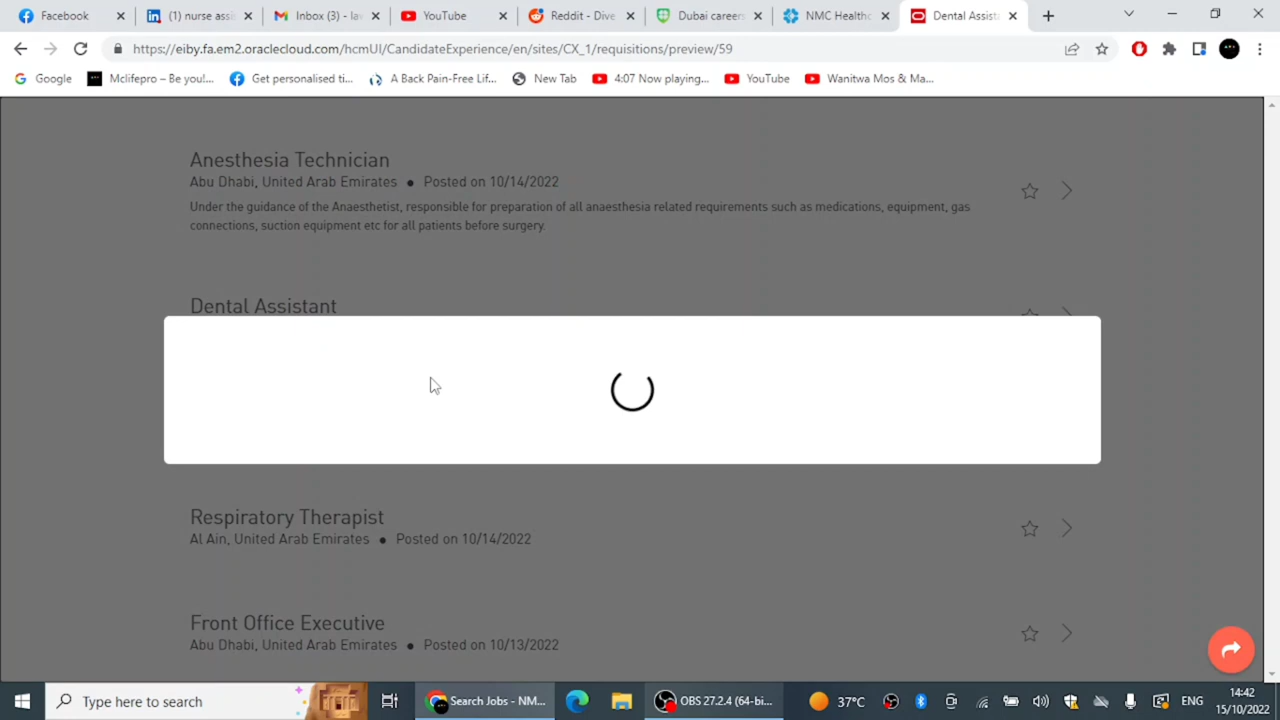 Facebook
(1) nurse assi
Inbox (3) - la
YouTube
Reddit - Dive
Dubai careers
NMC Healthc
Dental Assista
https://eiby.fa.em2.oraclecloud.com/hcmUI/CandidateExperience/en/sites/CX_1/requisitions/preview/59
Google
Mclifepro – Be you!...
Get personalised ti...
A Back Pain-Free Lif...
New Tab
4:07 Now playing...
YouTube
Wanitwa Mos & Ma...
Anesthesia Technician
Abu Dhabi, United Arab Emirates ● Posted on 10/14/2022
Under the guidance of the Anaesthetist, responsible for preparation of all anaesthesia related requirements such as medications, equipment, gas
connections, suction equipment etc for all patients before surgery.
Dental Assistant
Respiratory Therapist
Al Ain, United Arab Emirates ● Posted on 10/14/2022
Front Office Executive
Abu Dhabi, United Arab Emirates ● Posted on 10/13/2022
Type here to search
Search Jobs - NM...
OBS 27.2.4 (64-bi...
37°C
ENG
14:42
15/10/2022